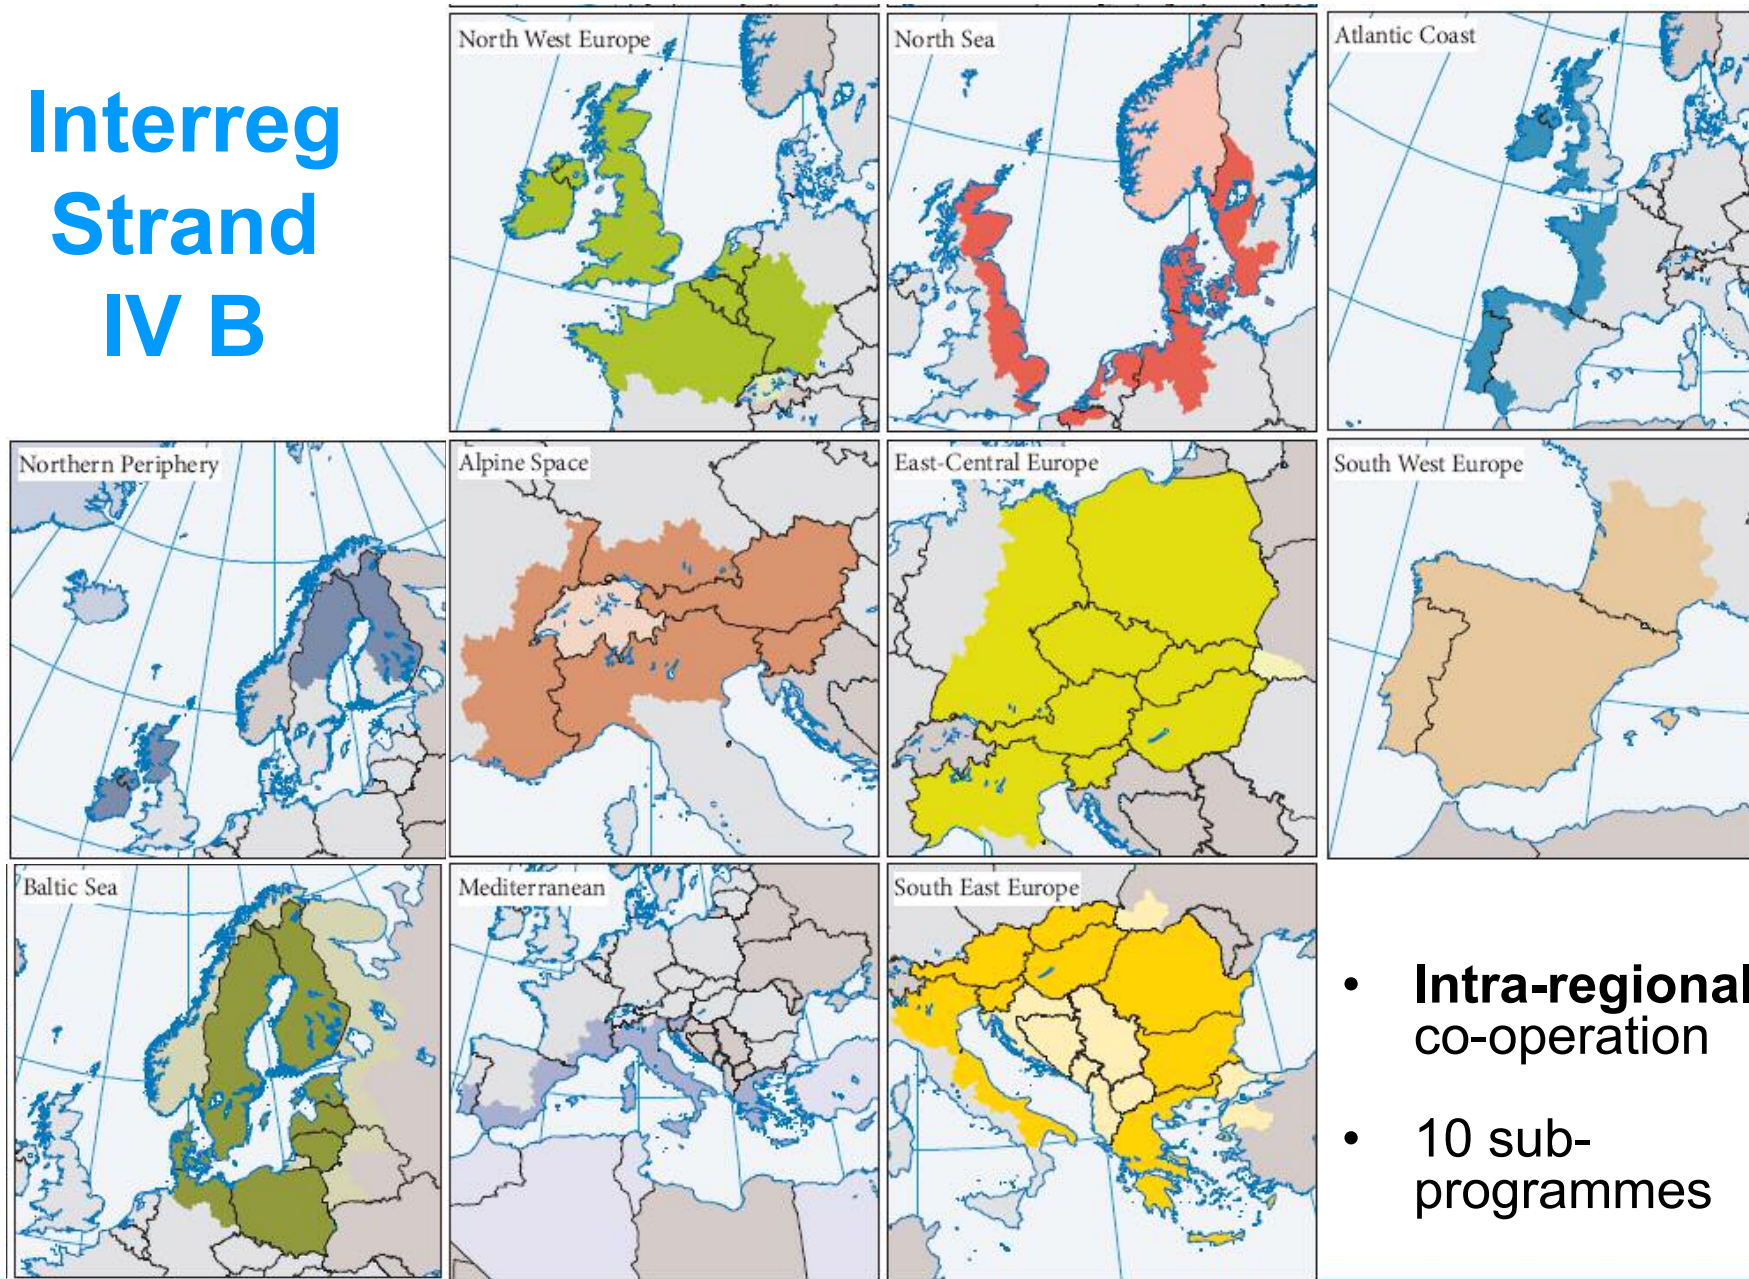 Interreg
Strand
IV B
North West Europe
North Sea
Atlantic Coast
Northern Periphery
Alpine Space
East-Central Europe
South West Europe
Baltic Sea
Mediterranean
South East Europe
• Intra-regional
co-operation
• 10 sub-
programmes